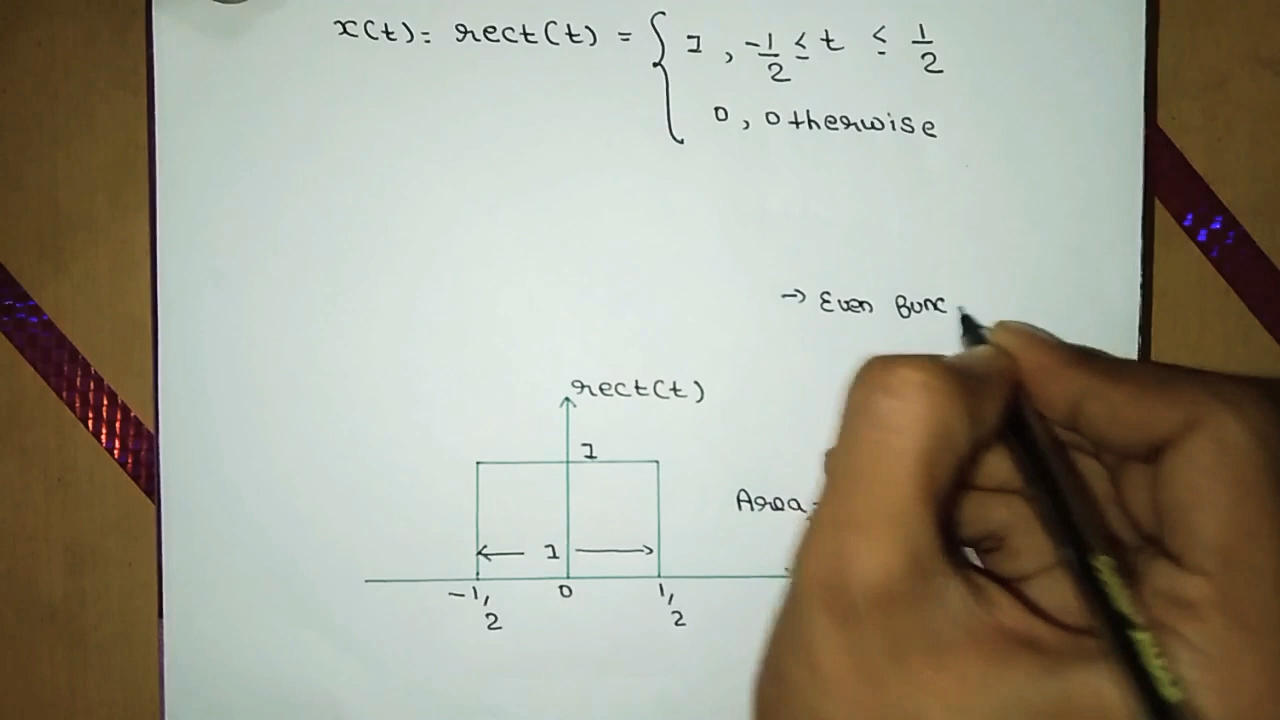 x(t) = rect(t) = { 1, -1/2 ≤ t ≤ 1/2
0, otherwise
→ Even Func
rect(t)
1
Area
1
-1/2 0 1/2